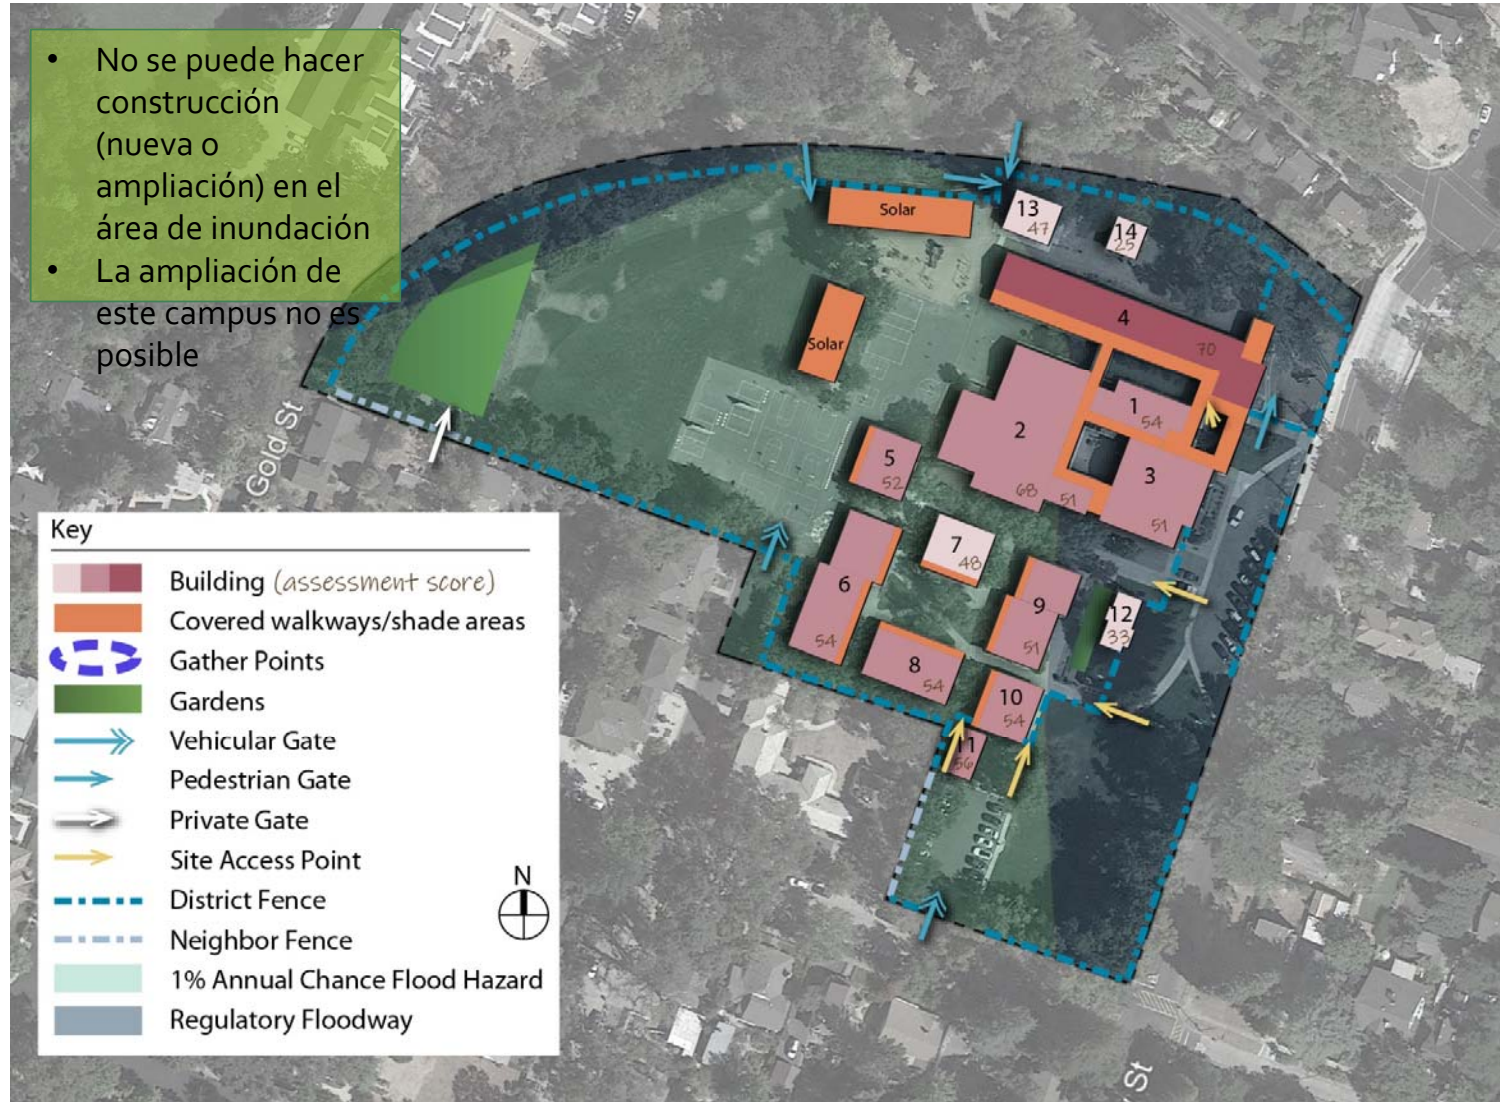 • No se puede hacer
construcción
(nueva o
ampliación) en el
área de inundación
• La ampliación de
este campus no es
posible
Solar
13
47
14
25
4
70
Solar
1
54
2
68
51
3
51
5
52
7
48
6
54
9
51
12
33
8
54
10
54
11
56
Gold St
Key
Building (assessment score)
Covered walkways/shade areas
Gather Points
Gardens
Vehicular Gate
Pedestrian Gate
Private Gate
Site Access Point
District Fence
Neighbor Fence
1% Annual Chance Flood Hazard
Regulatory Floodway
N
St